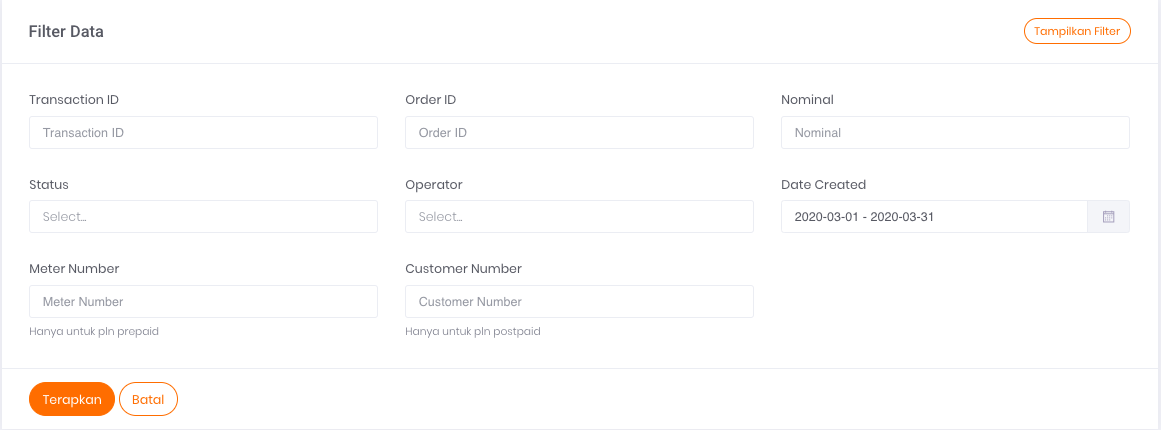 Filter Data
Tampilkan Filter
Transaction ID
Order ID
Nominal
Transaction ID
Order ID
Nominal
Status
Operator
Date Created
Select...
Select...
2020-03-01 - 2020-03-31
Meter Number
Customer Number
Meter Number
Customer Number
Hanya untuk pln prepaid
Hanya untuk pln postpaid
Terapkan
Batal